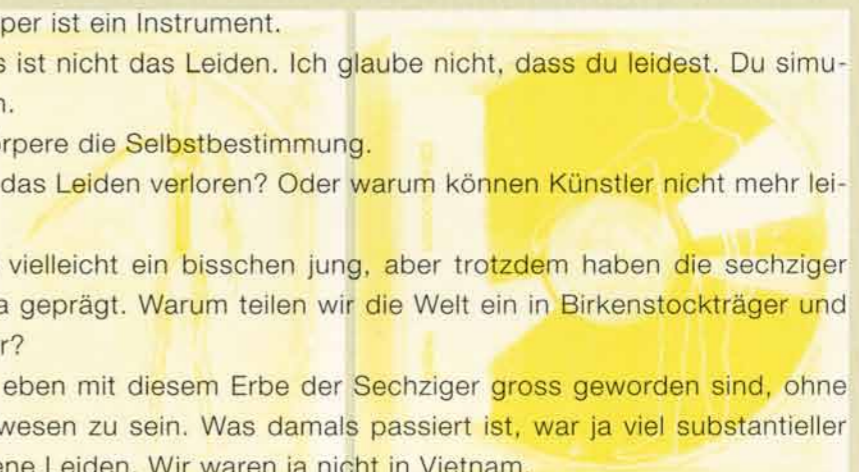 per ist ein Instrument.
s ist nicht das Leiden. Ich glaube nicht, dass du leidest. Du simu-
n.
rpere die Selbstbestimmung.
das Leiden verloren? Oder warum können Künstler nicht mehr lei-
vielleicht ein bisschen jung, aber trotzdem haben die sechziger
a geprägt. Warum teilen wir die Welt ein in Birkenstockträger und
r?
eben mit diesem Erbe der Sechziger gross geworden sind, ohne
wesen zu sein. Was damals passiert ist, war ja viel substantieller
ene Leiden. Wir waren ja nicht in Vietnam.